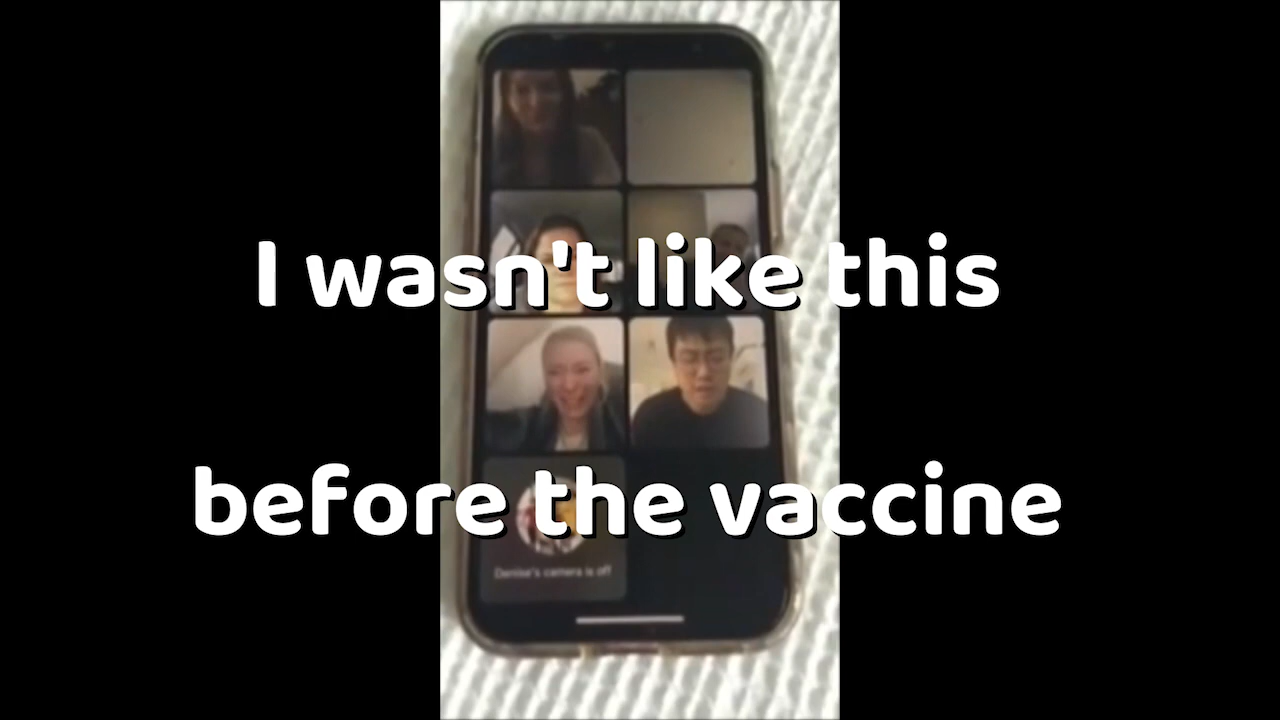 I wasn't like this
Denise's camera is off
before the vaccine